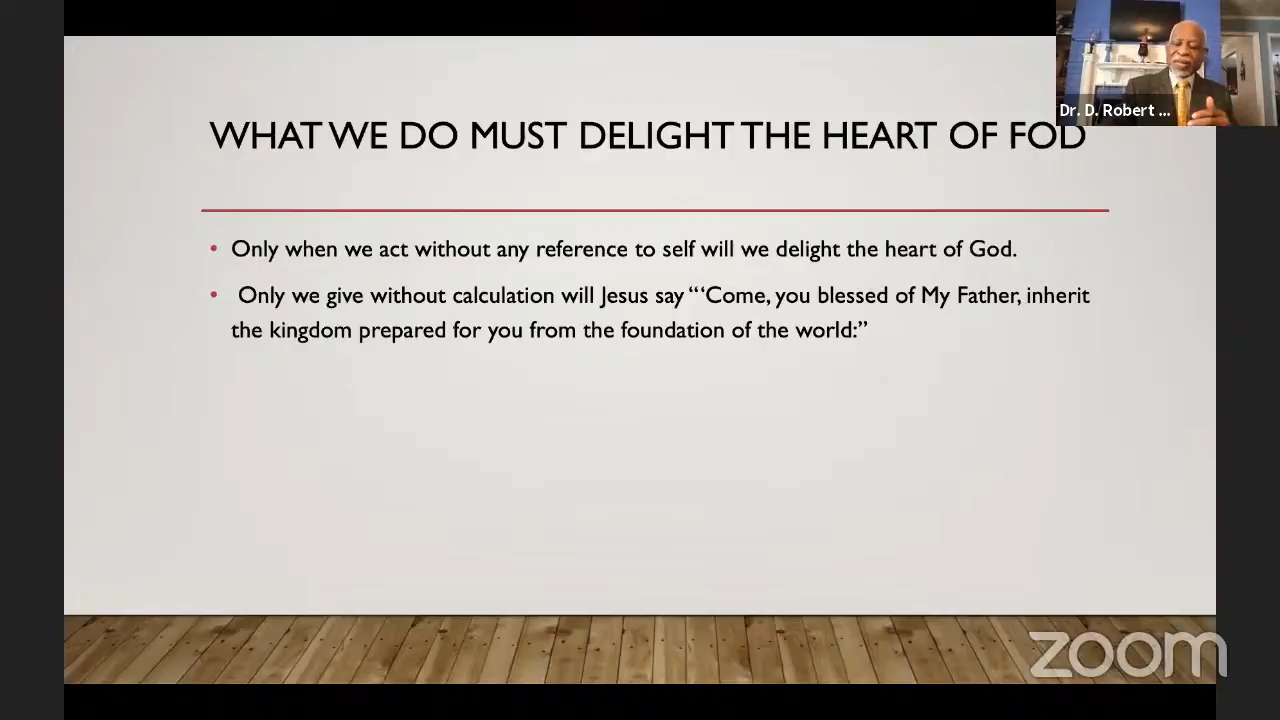 Dr. D. Robert ...
WHAT WE DO MUST DELIGHT THE HEART OF FOD
• Only when we act without any reference to self will we delight the heart of God.
• Only we give without calculation will Jesus say “‘Come, you blessed of My Father, inherit
the kingdom prepared for you from the foundation of the world:”
zoom